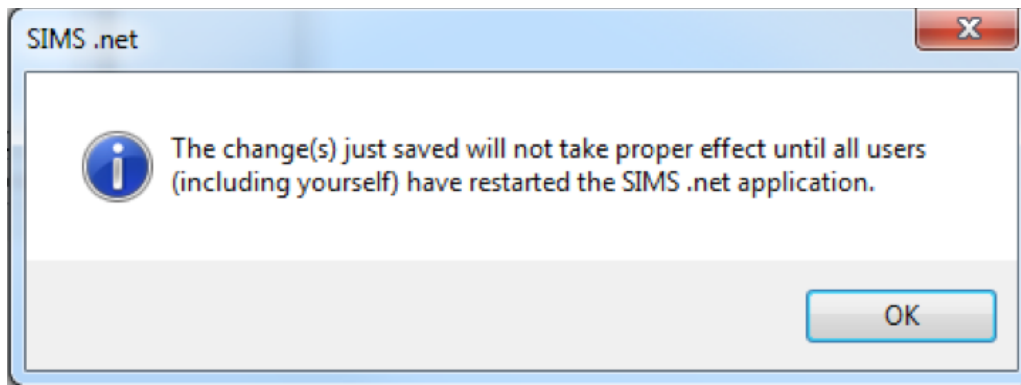 SIMS .net
The change(s) just saved will not take proper effect until all users
(including yourself) have restarted the SIMS .net application.
OK